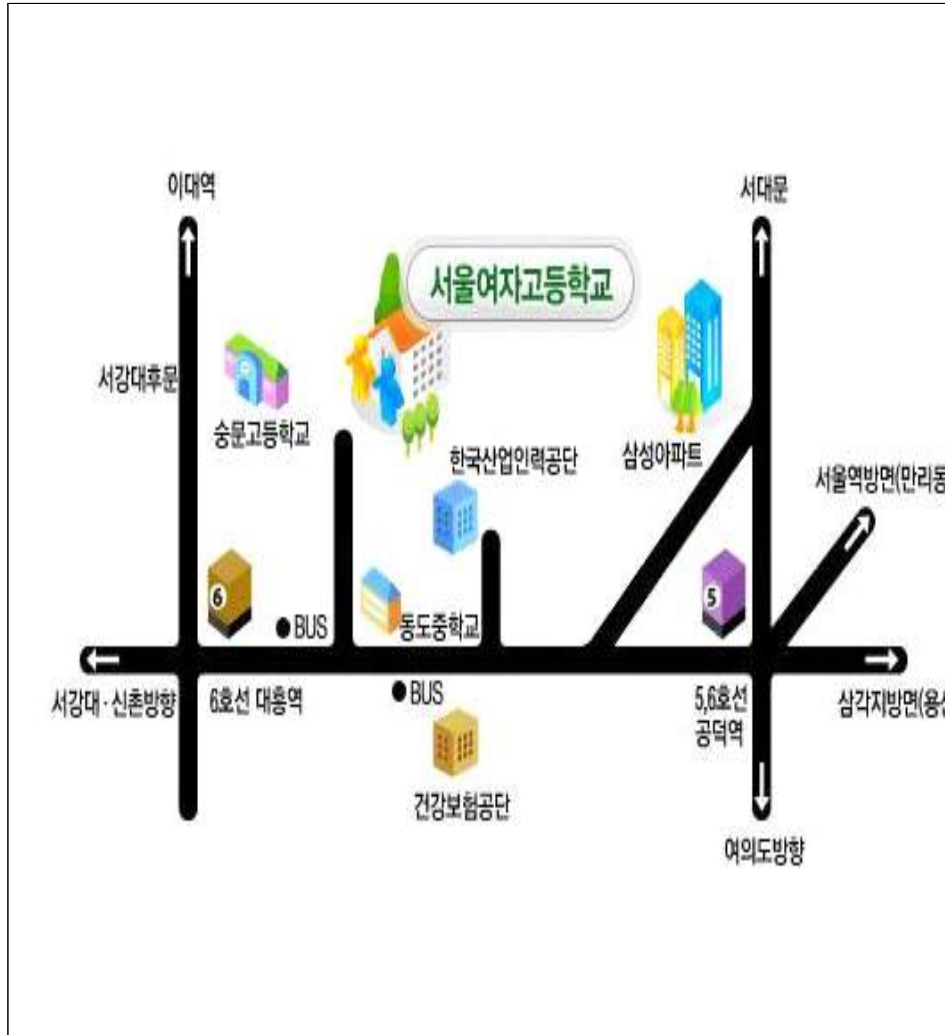 이대역
서대문
서울여자고등학교
서강대후문
숭문고등학교
한국산업인력공단
삼성아파트
서울역방면(만리동
6
5
BUS
동도중학교
서강대·신촌방향
6호선 대흥역
BUS
5,6호선
공덕역
삼각지방면(용산
건강보험공단
여의도방향